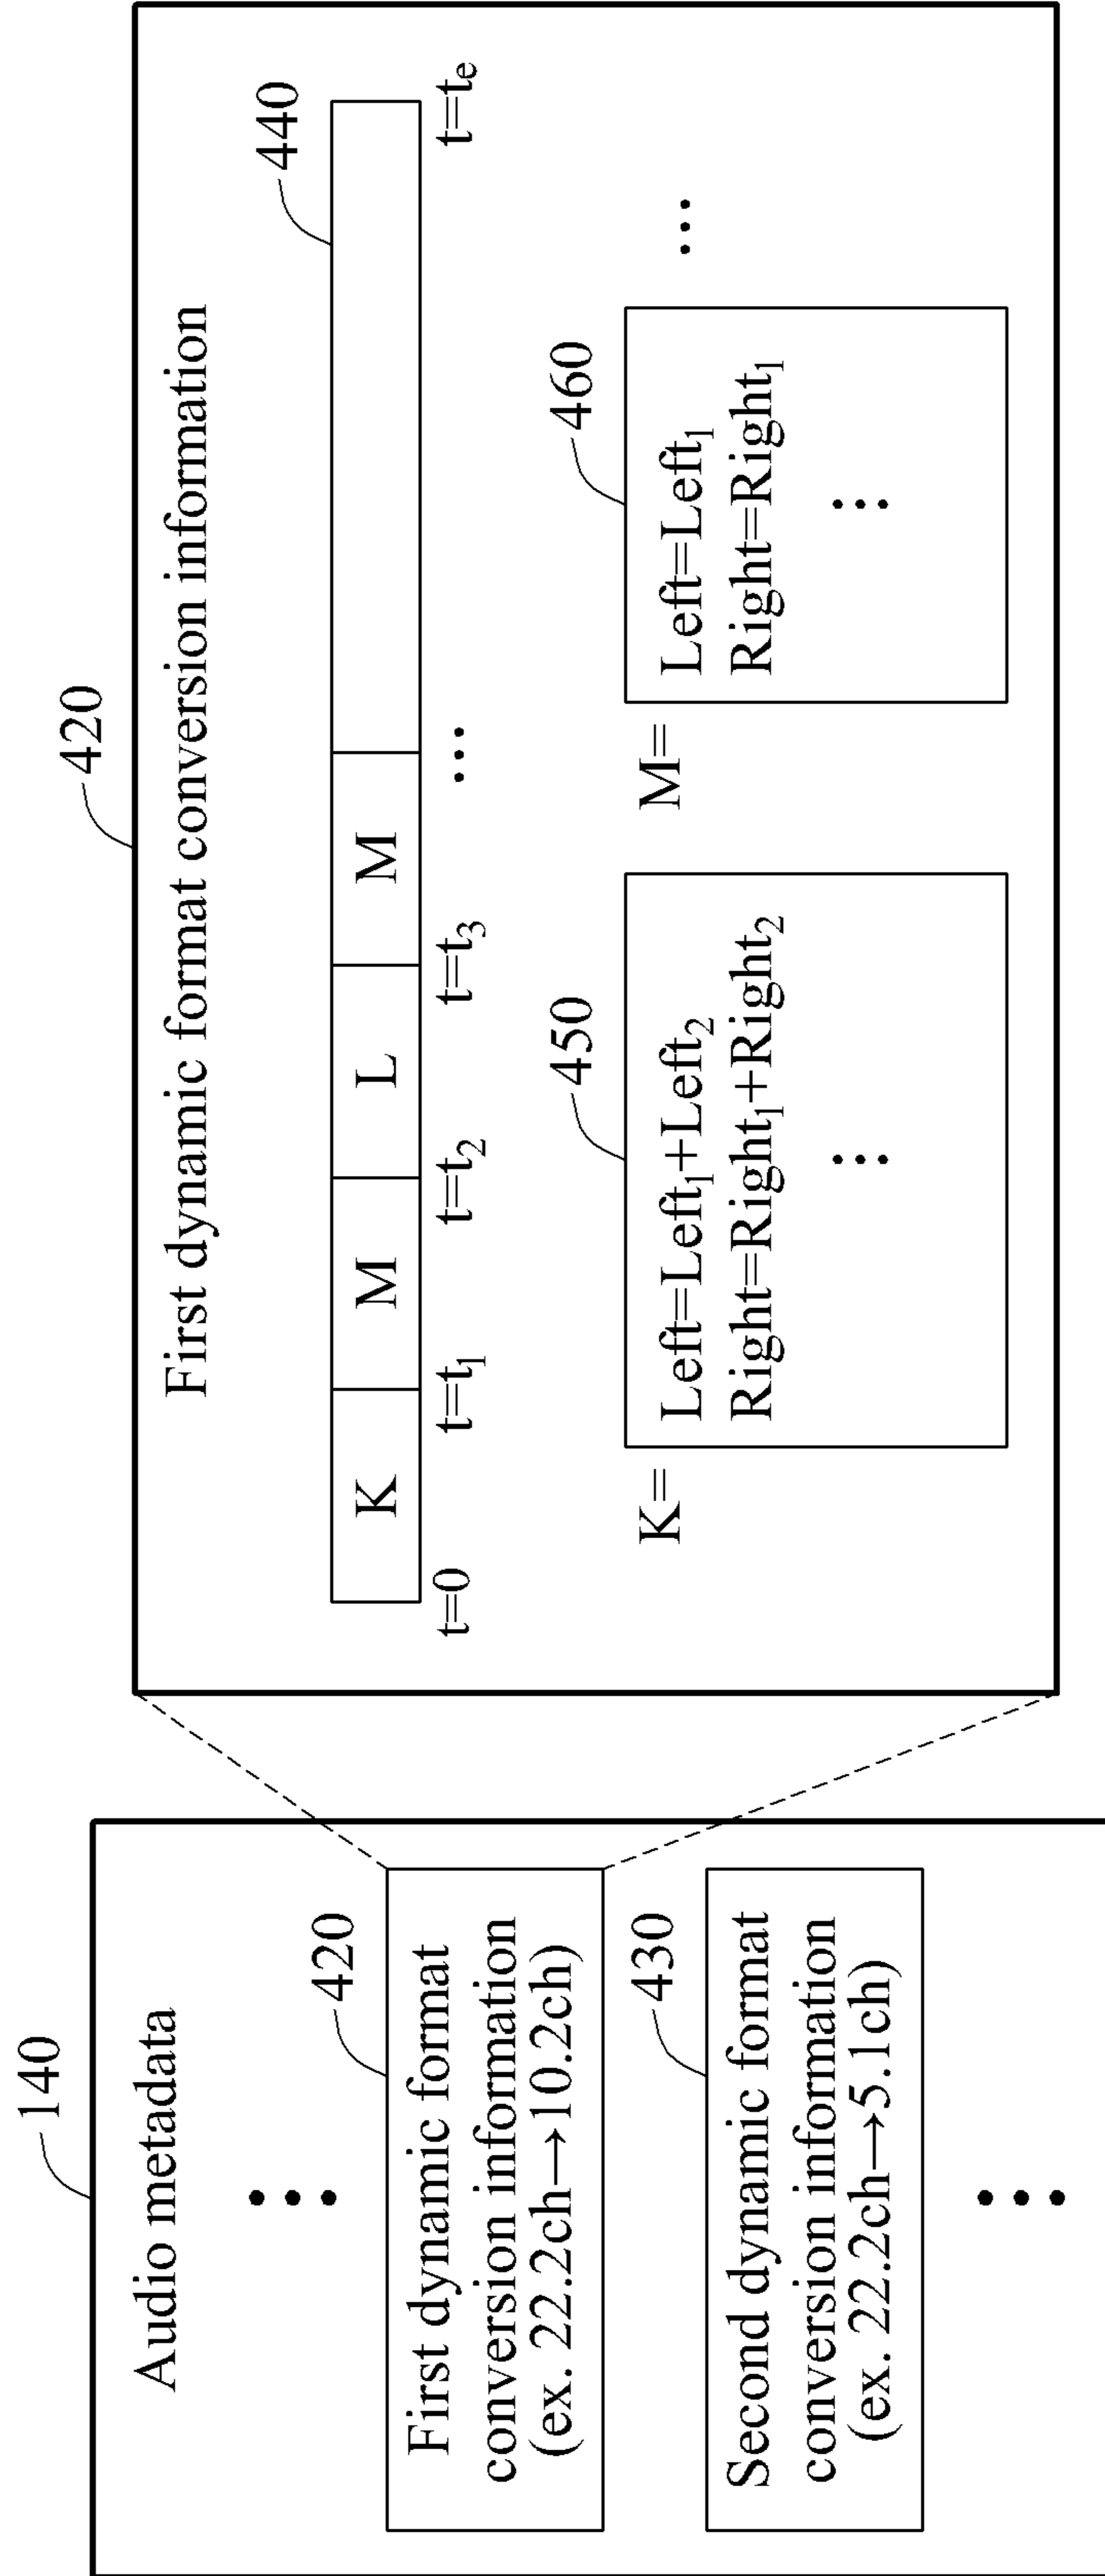 140
Audio metadata
⋮
420
First dynamic format
conversion information
(ex. 22.2ch→10.2ch)
430
Second dynamic format
conversion information
(ex. 22.2ch→5.1ch)
⋮
420
First dynamic format conversion information
440
K M L M
t=0 t=t₁ t=t₂ t=t₃ ... t=tₑ
450
K=
Left=Left₁+Left₂
Right=Right₁+Right₂
⋮
460
M=
Left=Left₁
Right=Right₁
⋮
...